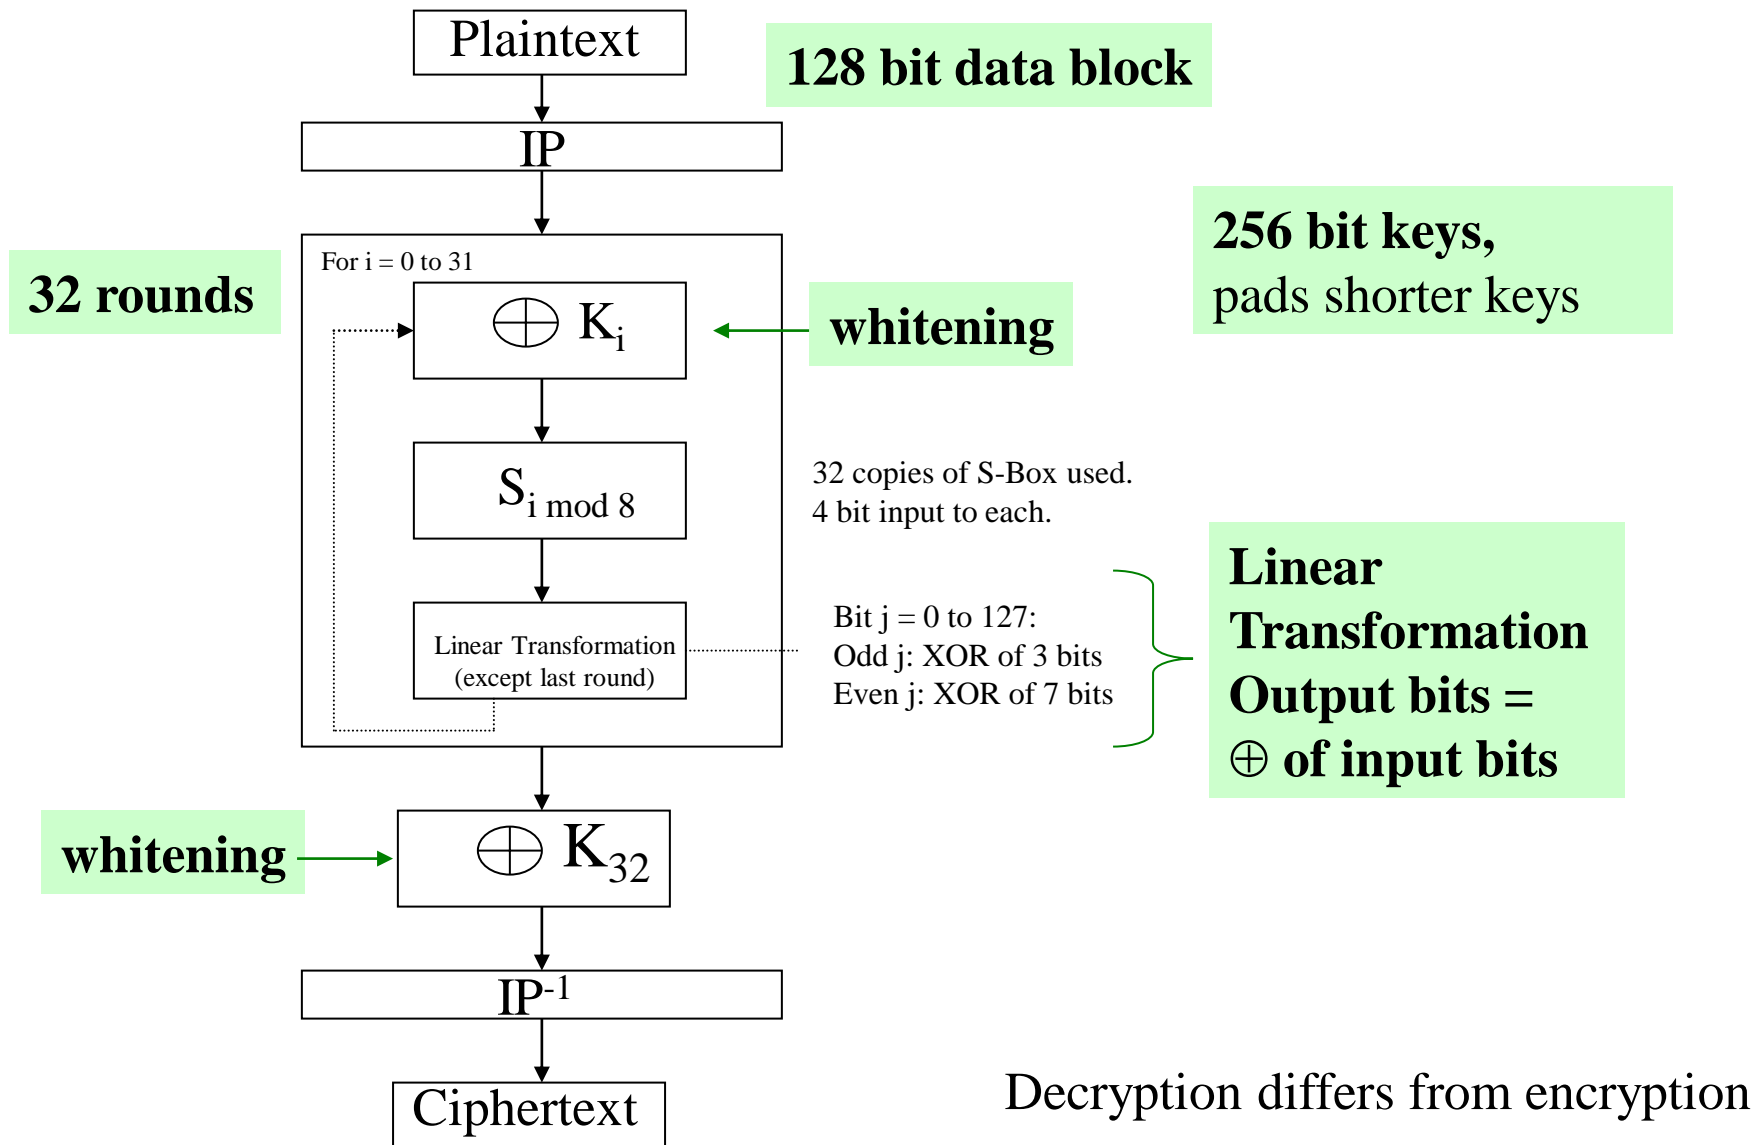 Plaintext
128 bit data block
IP
256 bit keys,
pads shorter keys
32 rounds
For i = 0 to 31
⊕ Kᵢ
whitening
S i mod 8
32 copies of S-Box used.
4 bit input to each.
Linear Transformation
(except last round)
Bit j = 0 to 127:
Odd j: XOR of 3 bits
Even j: XOR of 7 bits
Linear
Transformation
Output bits =
⊕ of input bits
whitening
⊕ K₃₂
IP⁻¹
Ciphertext
Decryption differs from encryption